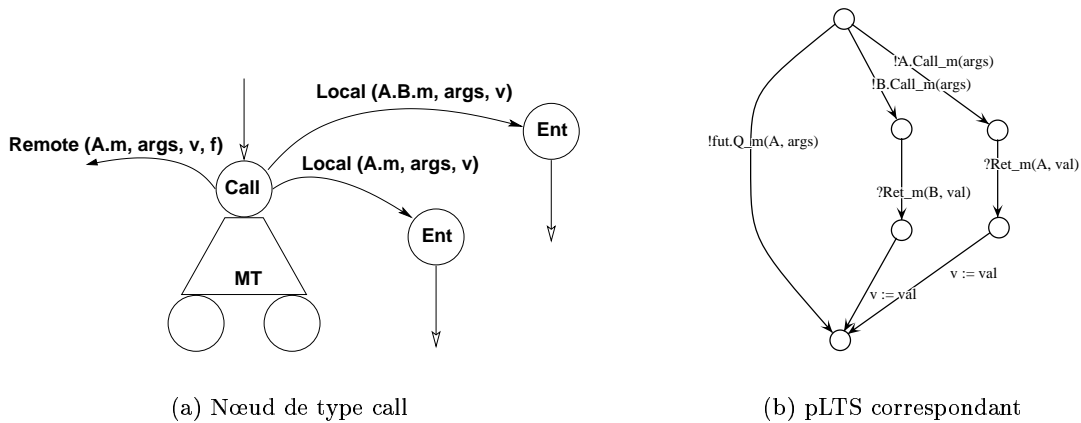 Local (A.B.m, args, v)
Ent
Remote (A.m, args, v, f)
Local (A.m, args, v)
Call
Ent
MT
!A.Call_m(args)
!B.Call_m(args)
!fut.Q_m(A, args)
?Ret_m(A, val)
?Ret_m(B, val)
v := val
v := val
(a) Nœud de type call
(b) pLTS correspondant